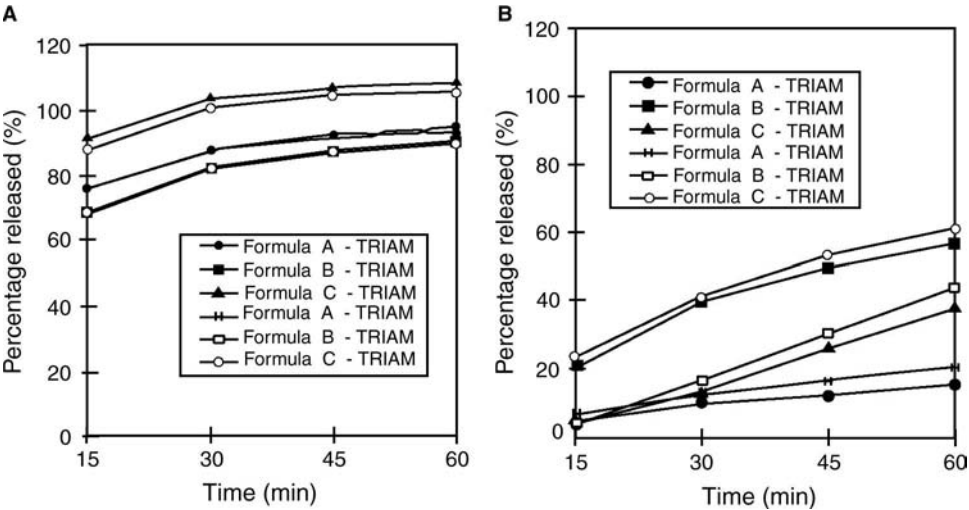 A
Percentage released (%)
120
100
80
60
40
20
0
15 30 45 60
Time (min)
Formula A - TRIAM
Formula B - TRIAM
Formula C - TRIAM
Formula A - TRIAM
Formula B - TRIAM
Formula C - TRIAM
B
Percentage released (%)
120
100
80
60
40
20
0
15 30 45 60
Time (min)
Formula A - TRIAM
Formula B - TRIAM
Formula C - TRIAM
Formula A - TRIAM
Formula B - TRIAM
Formula C - TRIAM